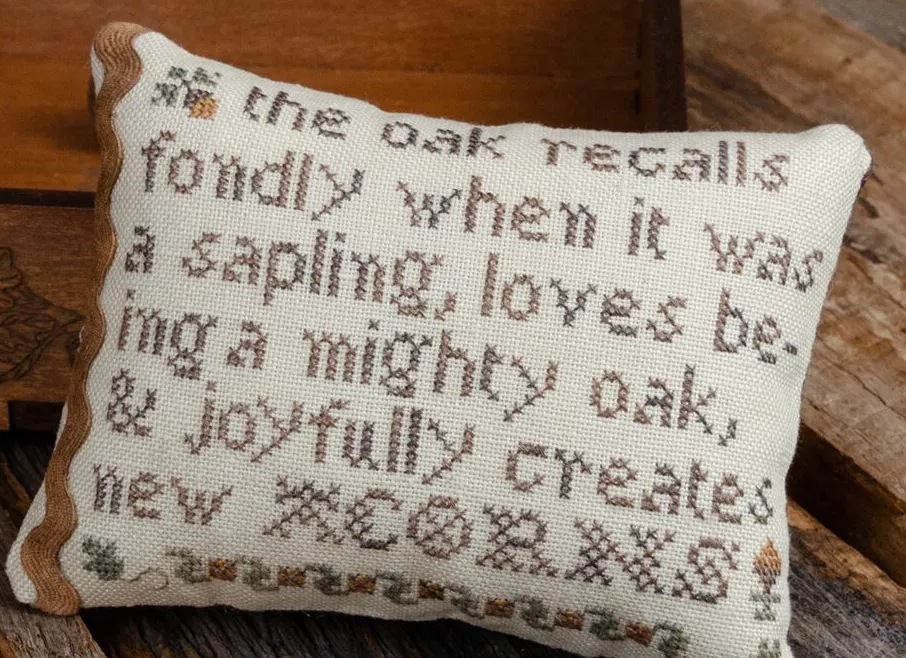 the oak recalls
fondly when it was
a sapling, loves be-
ing a mighty oak,
& joyfully creates
new ACORNS